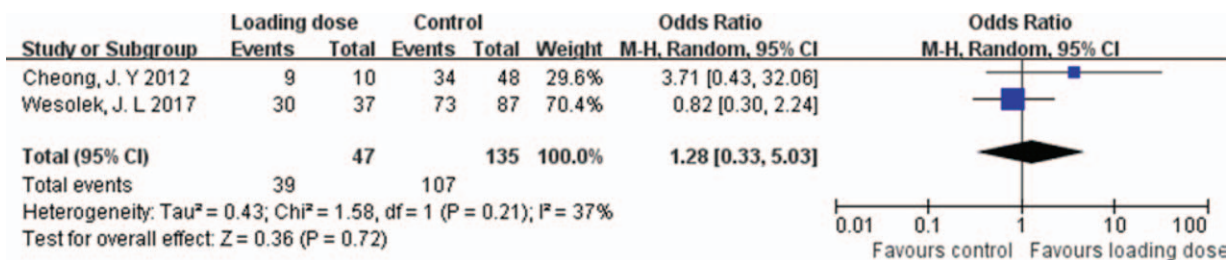 Loading dose Control Odds Ratio Odds Ratio
Study or Subgroup Events Total Events Total Weight M-H, Random, 95% CI M-H, Random, 95% CI
Cheong, J. Y 2012 9 10 34 48 29.6% 3.71 [0.43, 32.06]
Wesolek, J. L 2017 30 37 73 87 70.4% 0.82 [0.30, 2.24]
Total (95% CI) 47 135 100.0% 1.28 [0.33, 5.03]
Total events 39 107
Heterogeneity: Tau² = 0.43; Chi² = 1.58, df = 1 (P = 0.21); I² = 37%
Test for overall effect: Z = 0.36 (P = 0.72)
0.01 0.1 1 10 100
Favours control Favours loading dose